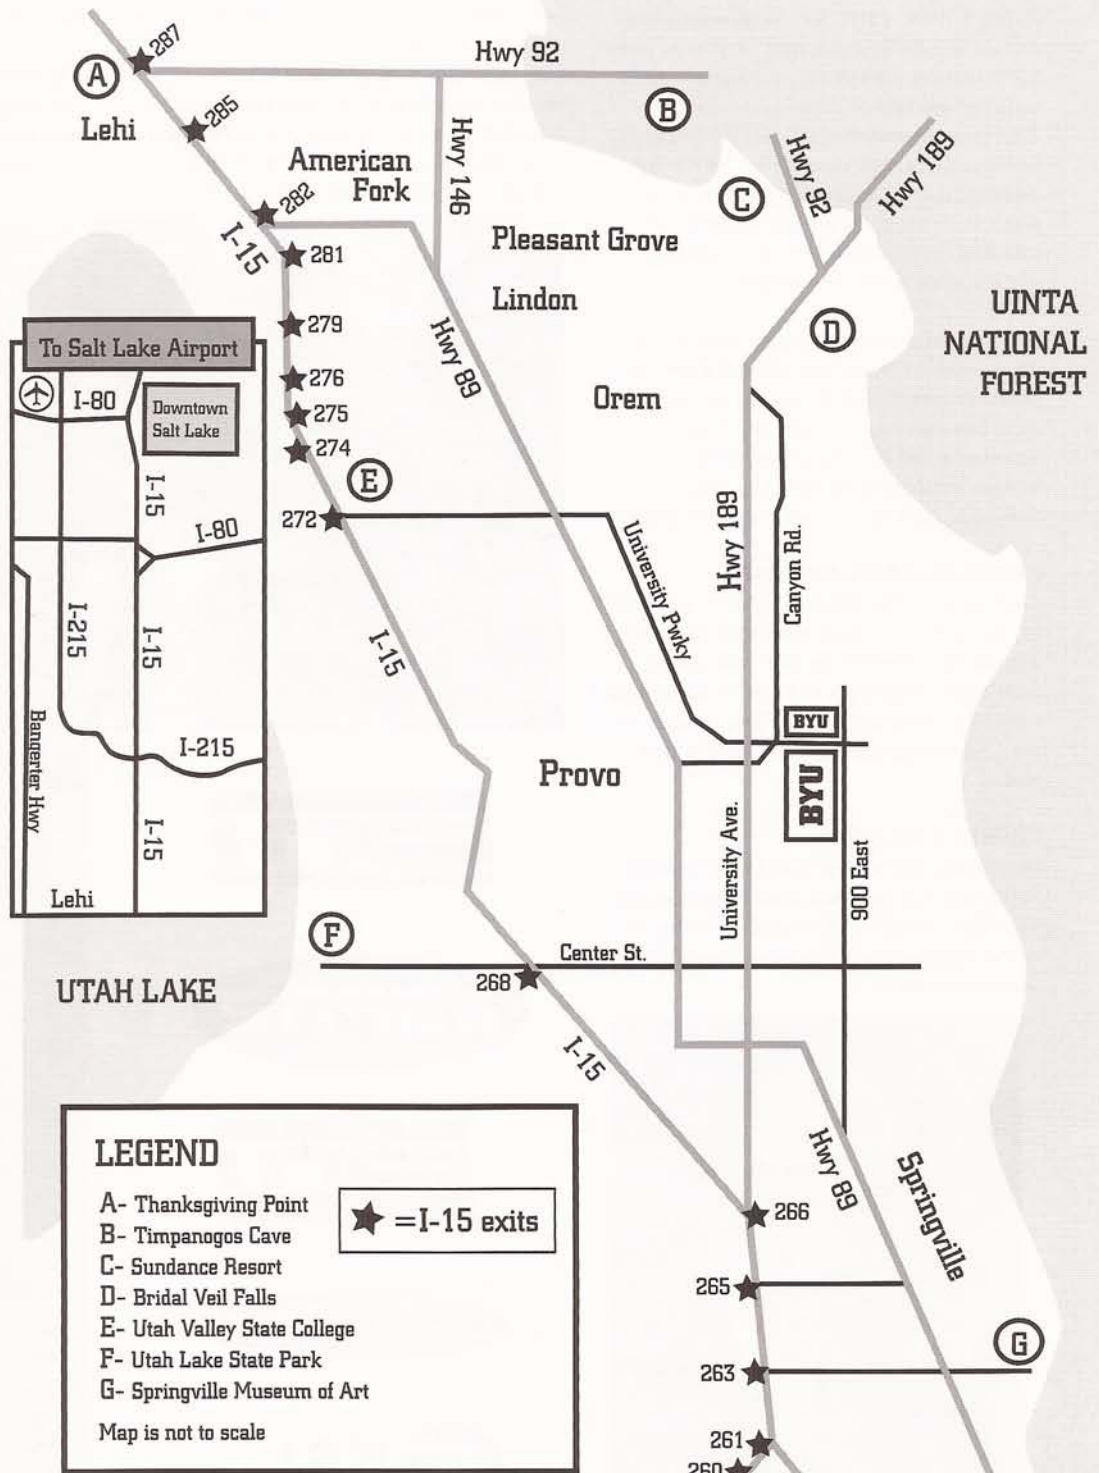 287
Hwy 92
A
B
Lehi
285
American
Fork
Hwy 146
Hwy 92
Hwy 189
C
282
I-15
281
Pleasant Grove
Lindon
UINTA
NATIONAL
FOREST
D
279
Hwy 89
To Salt Lake Airport
276
I-80
Downtown
Salt Lake
275
Orem
274
E
I-15
272
I-80
University Pwky
Hwy 189
Canyon Rd.
I-215
I-15
I-15
Bangerter Hwy
I-215
BYU
Provo
BYU
I-15
University Ave.
900 East
Lehi
F
Center St.
268
UTAH LAKE
I-15
Hwy 89
Springville
LEGEND
A- Thanksgiving Point
B- Timpanogos Cave
C- Sundance Resort
D- Bridal Veil Falls
E- Utah Valley State College
F- Utah Lake State Park
G- Springville Museum of Art
Map is not to scale
=I-15 exits
266
265
G
263
261
260